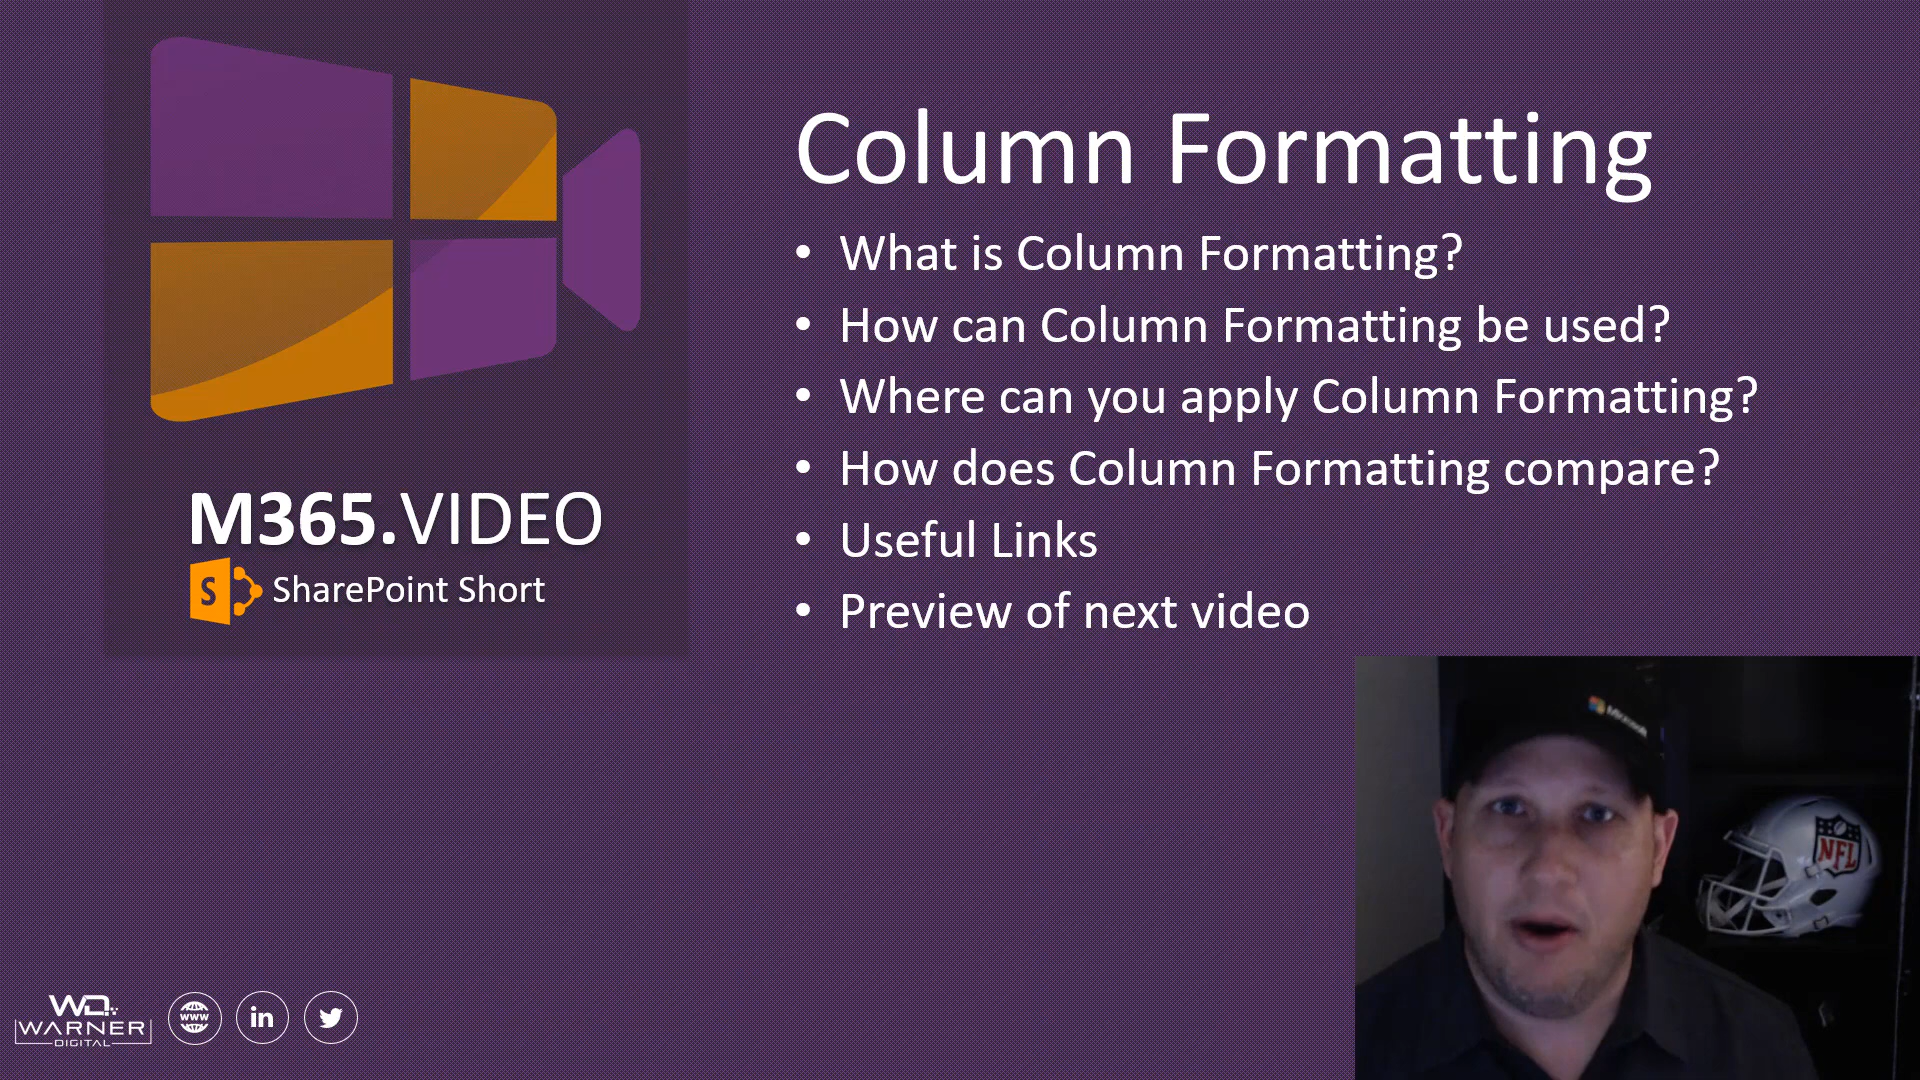 Column Formatting
• What is Column Formatting?
• How can Column Formatting be used?
• Where can you apply Column Formatting?
• How does Column Formatting compare?
• Useful Links
• Preview of next video
M365.VIDEO
S
SharePoint Short
Microsoft
NFL
WD
WARNER
DIGITAL
WWW
in